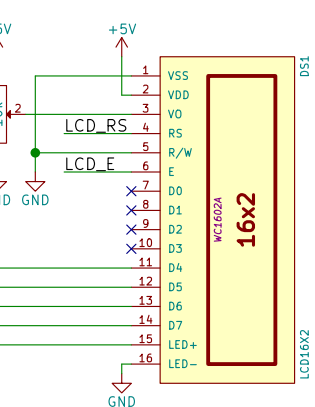 +5V
DS1
1 VSS
2 VDD
2
3 VO
LCD_RS
4 RS
5 R/W
LCD_E
6 E
7 D0
8 D1
9 D2
10 D3
11 D4
12 D5
13 D6
14 D7
15 LED+
16 LED-
GND
GND
WC1602A
16x2
LCD16X2